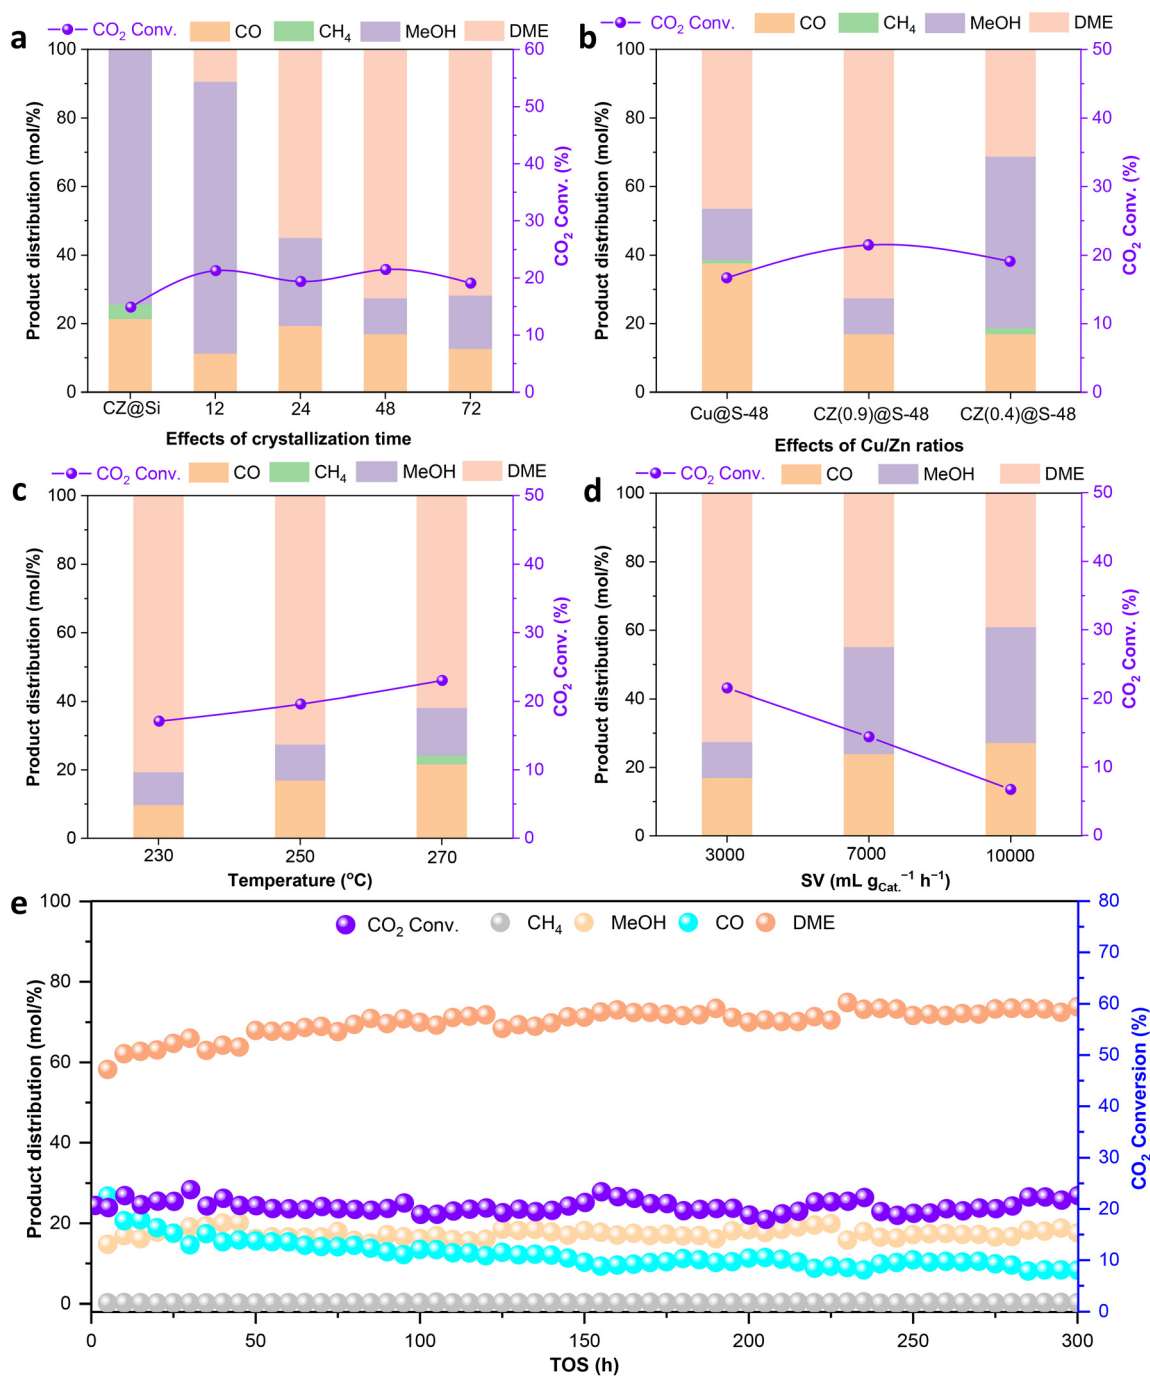 a
CO2 Conv. CO CH4 MeOH DME
100
80
60
40
20
0
Product distribution (mol/%)
60
50
40
30
20
10
0
CO2 Conv. (%)
CZ@Si 12 24 48 72
Effects of crystallization time
b
CO2 Conv. CO CH4 MeOH DME
100
80
60
40
20
0
Product distribution (mol/%)
50
40
30
20
10
0
CO2 Conv. (%)
Cu@S-48 CZ(0.9)@S-48 CZ(0.4)@S-48
Effects of Cu/Zn ratios
c
CO2 Conv. CO CH4 MeOH DME
100
80
60
40
20
0
Product distribution (mol/%)
50
40
30
20
10
0
CO2 Conv. (%)
230 250 270
Temperature (°C)
d
CO2 Conv. CO MeOH DME
100
80
60
40
20
0
Product distribution (mol/%)
50
40
30
20
10
0
CO2 Conv. (%)
3000 7000 10000
SV (mL gCat.−1 h−1)
e
CO2 Conv. CH4 MeOH CO DME
100
80
60
40
20
0
Product distribution (mol/%)
80
70
60
50
40
30
20
10
0
CO2 Conversion (%)
0 50 100 150 200 250 300
TOS (h)